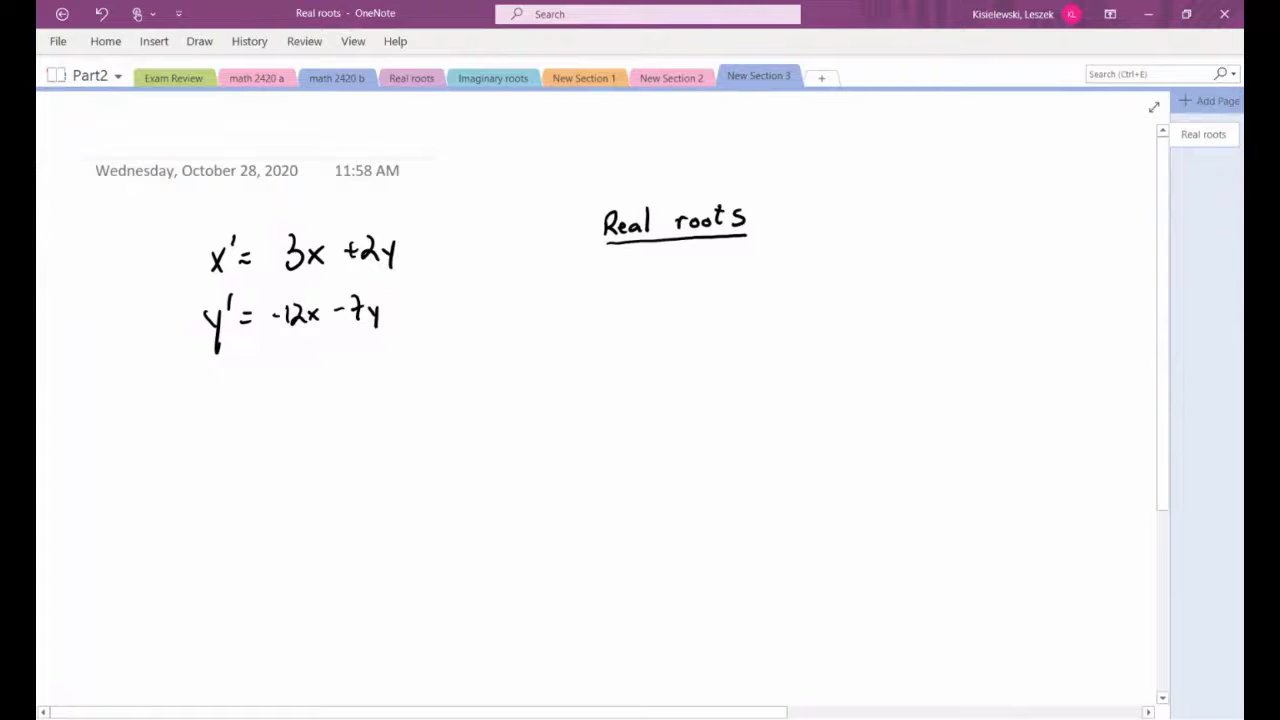 Real roots - OneNote
Search
Kisielewski, Leszek
KL
File Home Insert Draw History Review View Help
Part2
Exam Review
math 2420 a
math 2420 b
Real roots
Imaginary roots
New Section 1
New Section 2
New Section 3
+
Search (Ctrl+E)
+ Add Page
Real roots
Wednesday, October 28, 2020 11:58 AM
Real roots
x' = 3x +2y
y' = -12x -7y